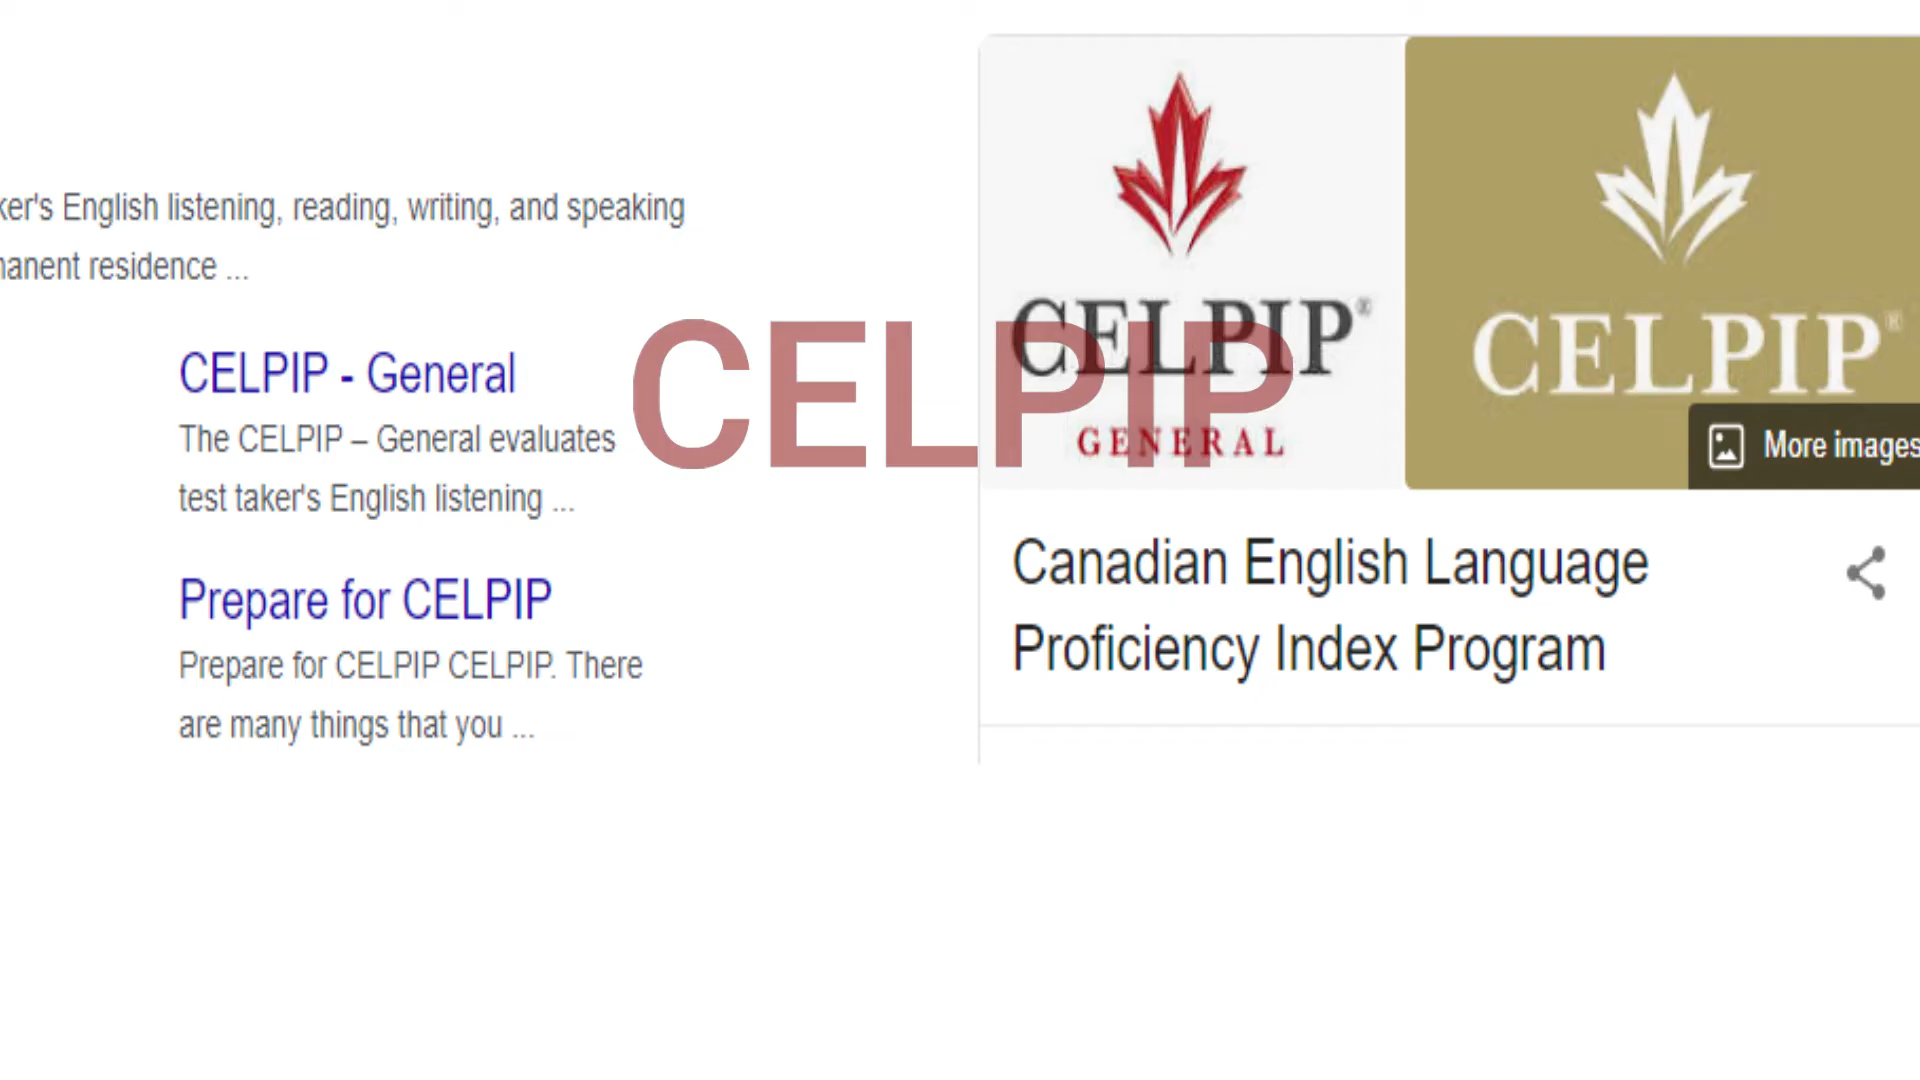 ker's English listening, reading, writing, and speaking
manent residence ...
CELPIP - General
The CELPIP – General evaluates
test taker's English listening ...
Prepare for CELPIP
Prepare for CELPIP CELPIP. There
are many things that you ...
CELPIP
CELPIP®
GENERAL
CELPIP®
More images
Canadian English Language
Proficiency Index Program